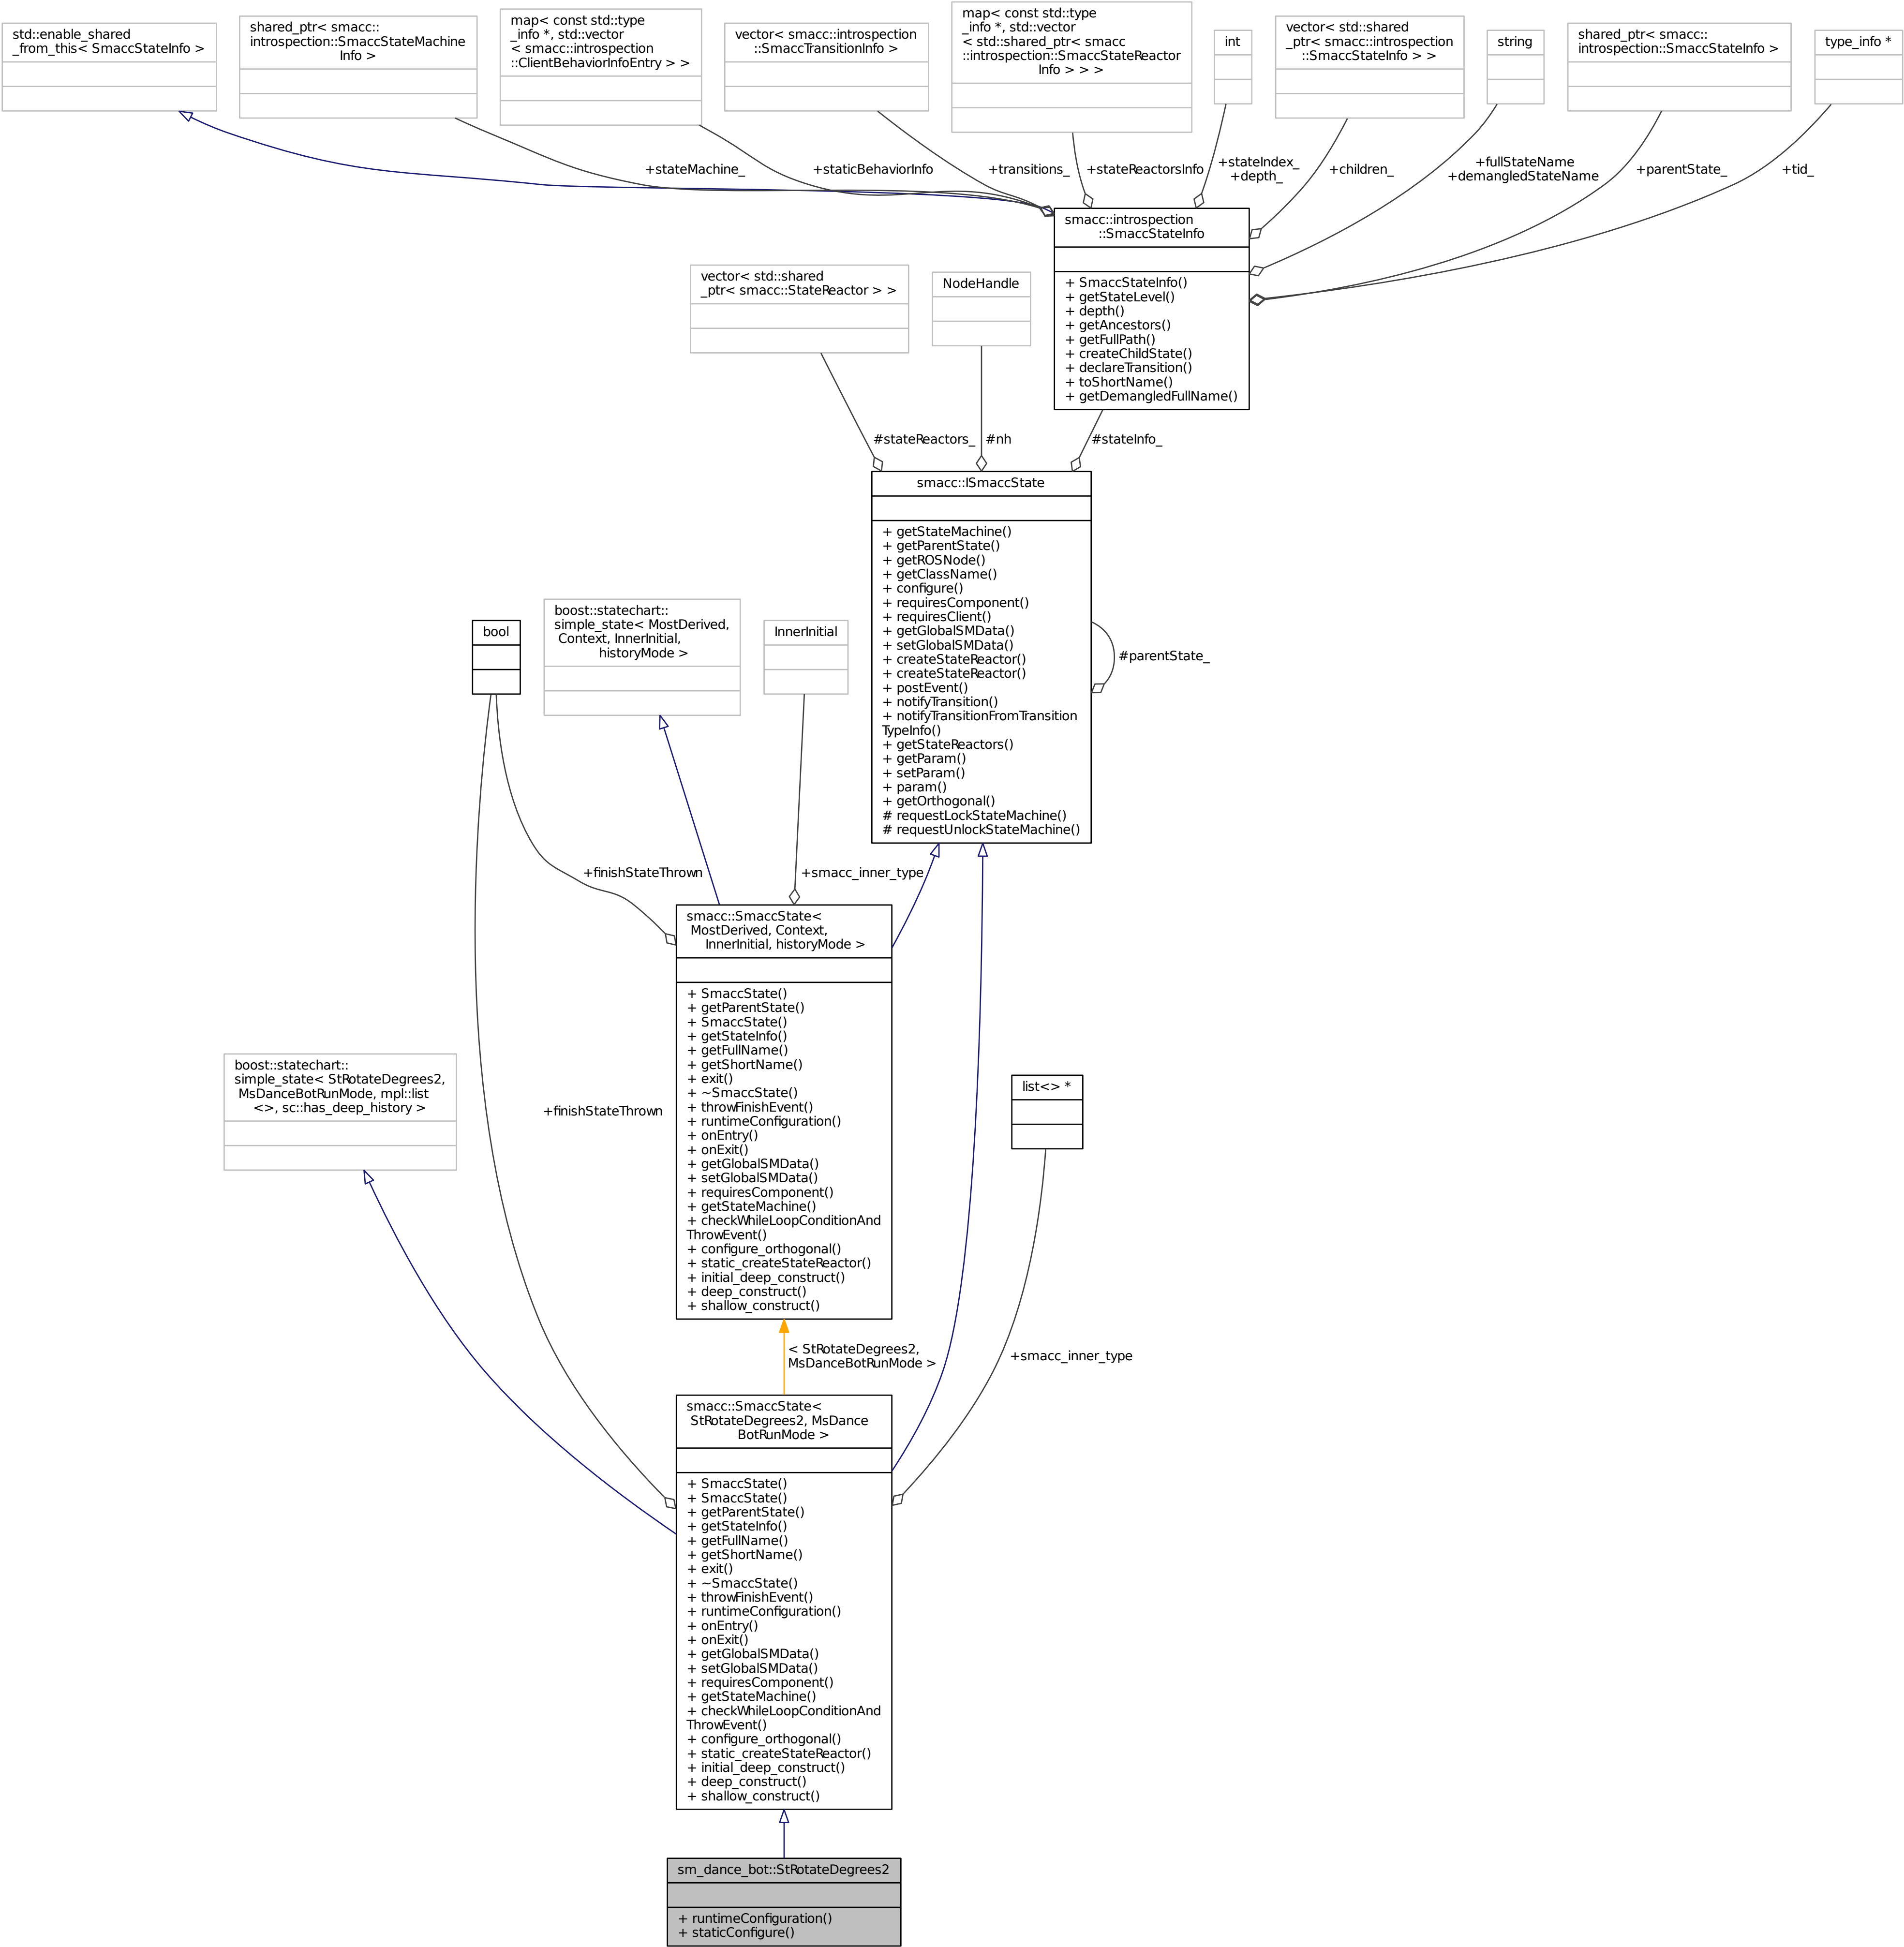 std::enable_shared
_from_this< SmaccStateInfo >
shared_ptr< smacc::
introspection::SmaccStateMachine
Info >
map< const std::type
_info *, std::vector
< smacc::introspection
::ClientBehaviorInfoEntry > >
vector< smacc::introspection
::SmaccTransitionInfo >
map< const std::type
_info *, std::vector
< std::shared_ptr< smacc
::introspection::SmaccStateReactor
Info > > >
int
vector< std::shared
_ptr< smacc::introspection
::SmaccStateInfo > >
string
shared_ptr< smacc::
introspection::SmaccStateInfo >
type_info *
+stateMachine_
+staticBehaviorInfo
+transitions_
+stateReactorsInfo
+stateIndex_
+depth_
+children_
+fullStateName
+demangledStateName
+parentState_
+tid_
smacc::introspection
::SmaccStateInfo
+ SmaccStateInfo()
+ getStateLevel()
+ depth()
+ getAncestors()
+ getFullPath()
+ createChildState()
+ declareTransition()
+ toShortName()
+ getDemangledFullName()
vector< std::shared
_ptr< smacc::StateReactor > >
NodeHandle
#stateReactors_
#nh
#stateInfo_
smacc::ISmaccState
+ getStateMachine()
+ getParentState()
+ getROSNode()
+ getClassName()
+ configure()
+ requiresComponent()
+ requiresClient()
+ getGlobalSMData()
+ setGlobalSMData()
+ createStateReactor()
+ createStateReactor()
+ postEvent()
+ notifyTransition()
+ notifyTransitionFromTransition
TypeInfo()
+ getStateReactors()
+ getParam()
+ setParam()
+ param()
+ getOrthogonal()
# requestLockStateMachine()
# requestUnlockStateMachine()
#parentState_
bool
boost::statechart::
simple_state< MostDerived,
Context, InnerInitial,
historyMode >
InnerInitial
+finishStateThrown
+smacc_inner_type
smacc::SmaccState<
MostDerived, Context,
InnerInitial, historyMode >
+ SmaccState()
+ getParentState()
+ SmaccState()
+ getStateInfo()
+ getFullName()
+ getShortName()
+ exit()
+ ~SmaccState()
+ throwFinishEvent()
+ runtimeConfiguration()
+ onEntry()
+ onExit()
+ getGlobalSMData()
+ setGlobalSMData()
+ requiresComponent()
+ getStateMachine()
+ checkWhileLoopConditionAnd
ThrowEvent()
+ configure_orthogonal()
+ static_createStateReactor()
+ initial_deep_construct()
+ deep_construct()
+ shallow_construct()
boost::statechart::
simple_state< StRotateDegrees2,
MsDanceBotRunMode, mpl::list
<>, sc::has_deep_history >
+finishStateThrown
list<> *
< StRotateDegrees2,
MsDanceBotRunMode >
+smacc_inner_type
smacc::SmaccState<
StRotateDegrees2, MsDance
BotRunMode >
+ SmaccState()
+ SmaccState()
+ getParentState()
+ getStateInfo()
+ getFullName()
+ getShortName()
+ exit()
+ ~SmaccState()
+ throwFinishEvent()
+ runtimeConfiguration()
+ onEntry()
+ onExit()
+ getGlobalSMData()
+ setGlobalSMData()
+ requiresComponent()
+ getStateMachine()
+ checkWhileLoopConditionAnd
ThrowEvent()
+ configure_orthogonal()
+ static_createStateReactor()
+ initial_deep_construct()
+ deep_construct()
+ shallow_construct()
sm_dance_bot::StRotateDegrees2
+ runtimeConfiguration()
+ staticConfigure()